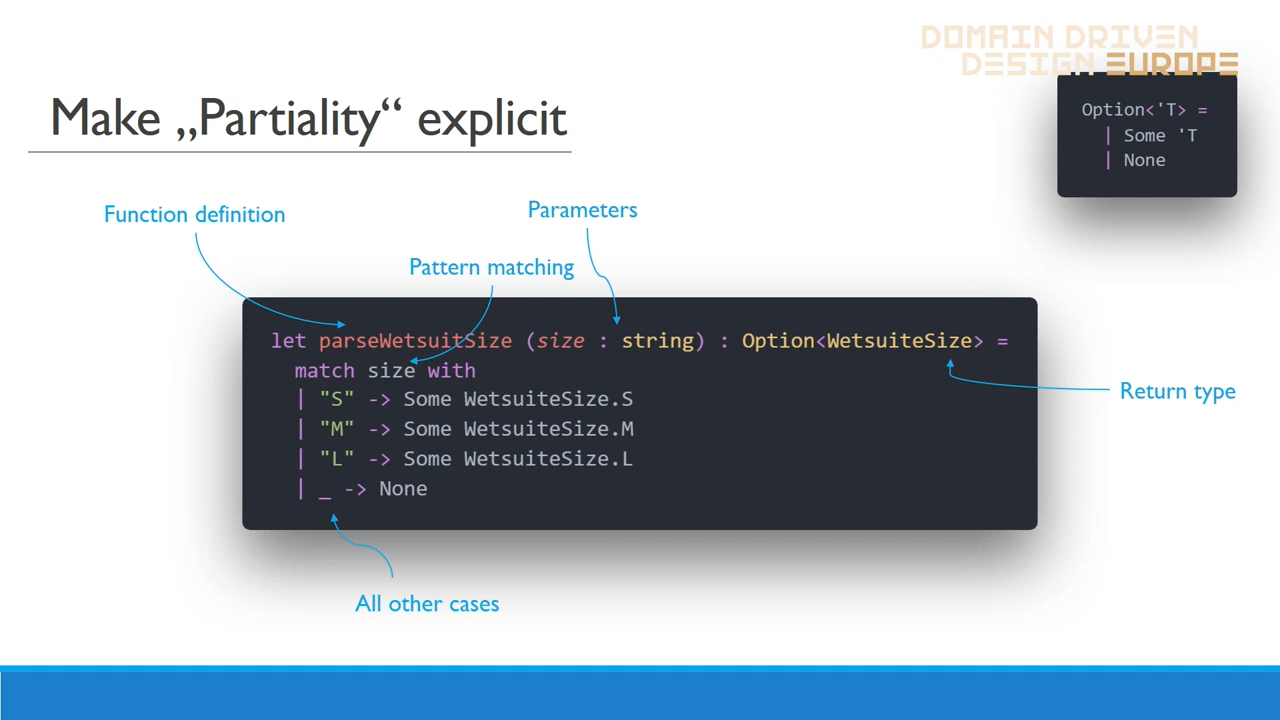 DOMAIN DRIVEN
DESIGN EUROPE
Make „Partiality“ explicit
Option<'T> =
| Some 'T
| None
Function definition
Parameters
Pattern matching
let parseWetsuitSize (size : string) : Option<WetsuiteSize> =
match size with
| "S" -> Some WetsuiteSize.S
| "M" -> Some WetsuiteSize.M
| "L" -> Some WetsuiteSize.L
| _ -> None
Return type
All other cases